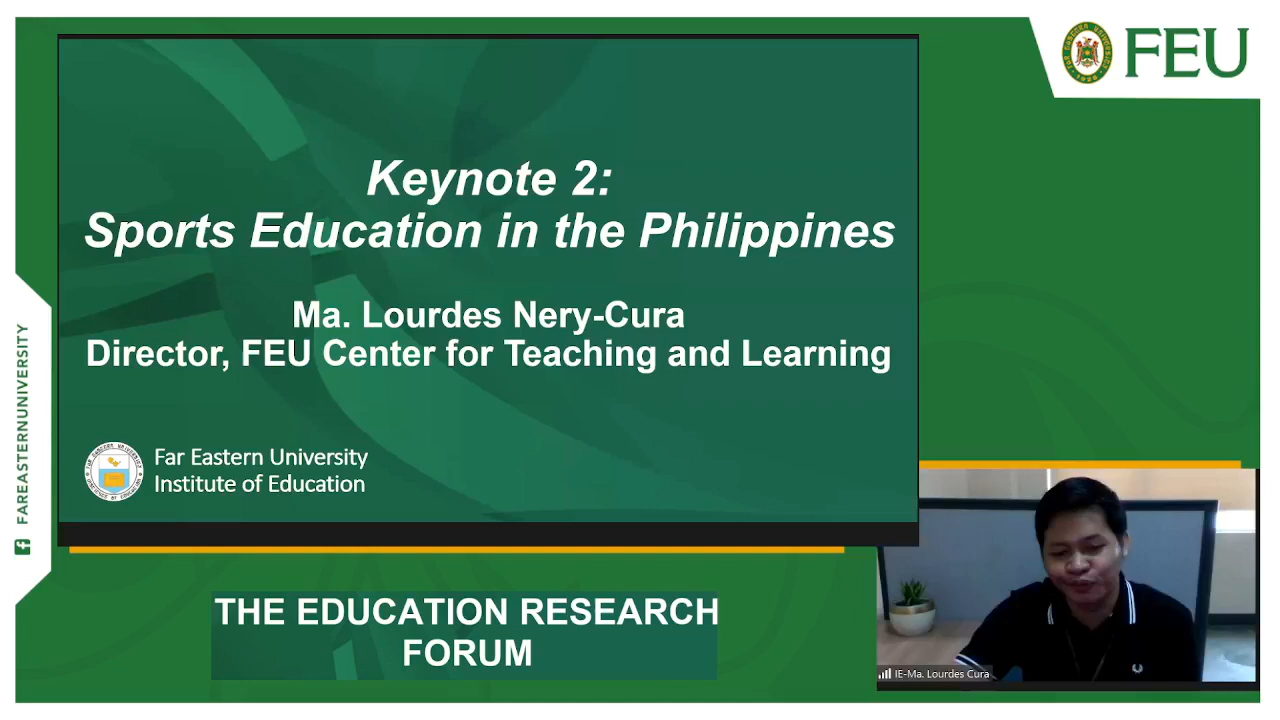 FEU
Keynote 2:
Sports Education in the Philippines
Ma. Lourdes Nery-Cura
Director, FEU Center for Teaching and Learning
Far Eastern University
Institute of Education
FAREASTERNUNIVERSITY
THE EDUCATION RESEARCH
FORUM
IE-Ma. Lourdes Cura